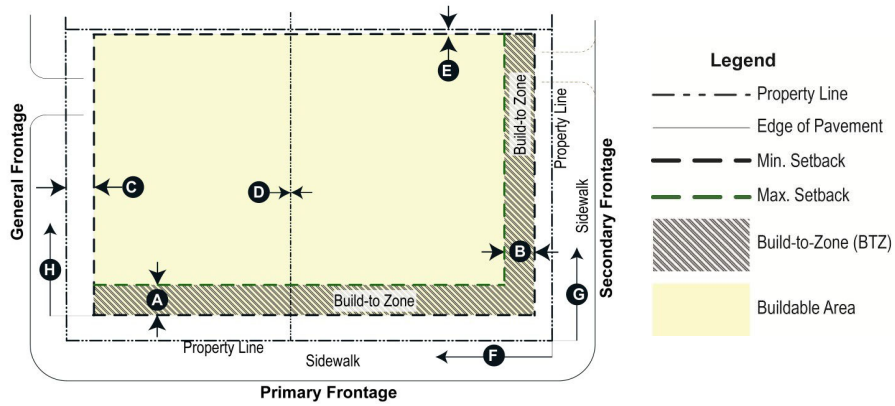 E
Build-to Zone
Property Line
General Frontage
C
D
Sidewalk
Secondary Frontage
B
H
A
Build-to Zone
G
Property Line
Sidewalk
F
Primary Frontage
Legend
Property Line
Edge of Pavement
Min. Setback
Max. Setback
Build-to-Zone (BTZ)
Buildable Area